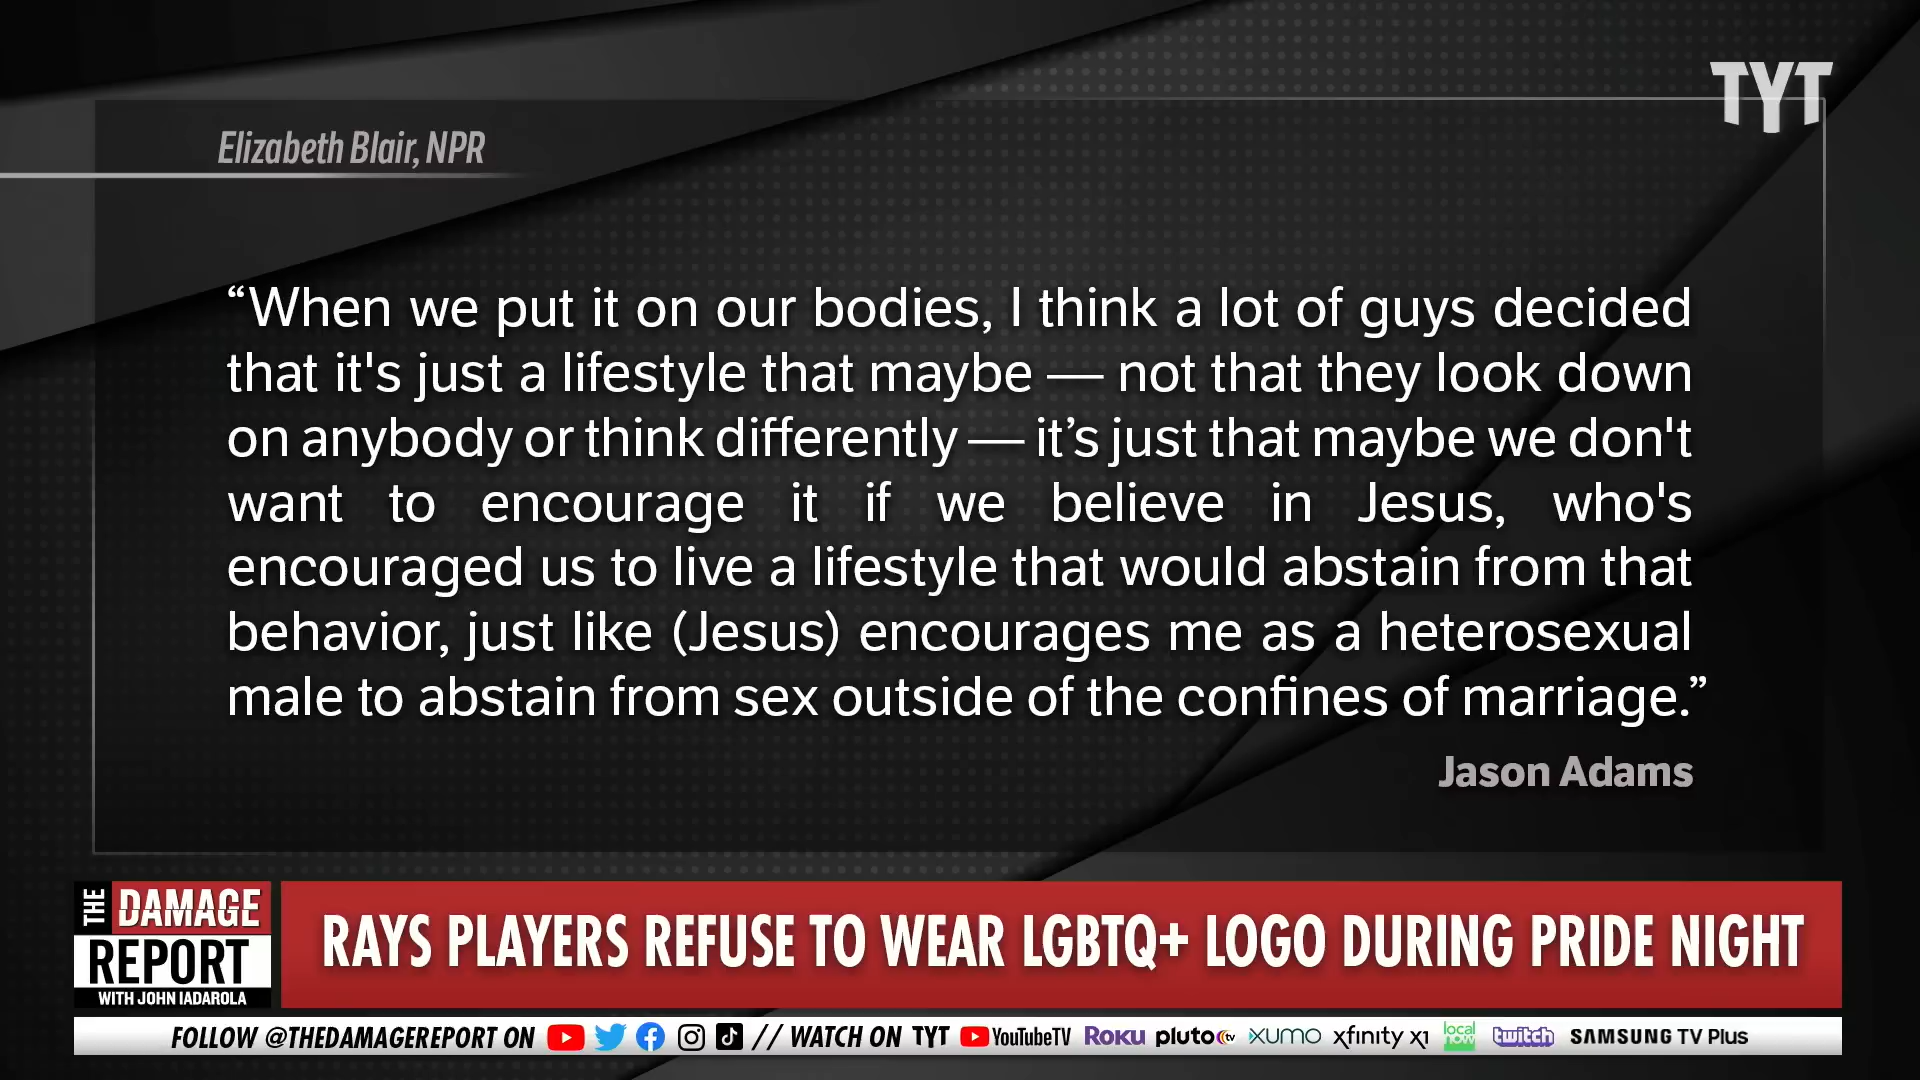 TYT
Elizabeth Blair, NPR
“When we put it on our bodies, I think a lot of guys decided
that it's just a lifestyle that maybe — not that they look down
on anybody or think differently — it’s just that maybe we don't
want to encourage it if we believe in Jesus, who's
encouraged us to live a lifestyle that would abstain from that
behavior, just like (Jesus) encourages me as a heterosexual
male to abstain from sex outside of the confines of marriage.”
Jason Adams
THE DAMAGE
REPORT
WITH JOHN IADAROLA
RAYS PLAYERS REFUSE TO WEAR LGBTQ+ LOGO DURING PRIDE NIGHT
FOLLOW @THEDAMAGEREPORT ON // WATCH ON TYT YouTubeTV ROKU pluto tv XUMO xfinity x1 local now twitch SAMSUNG TV Plus